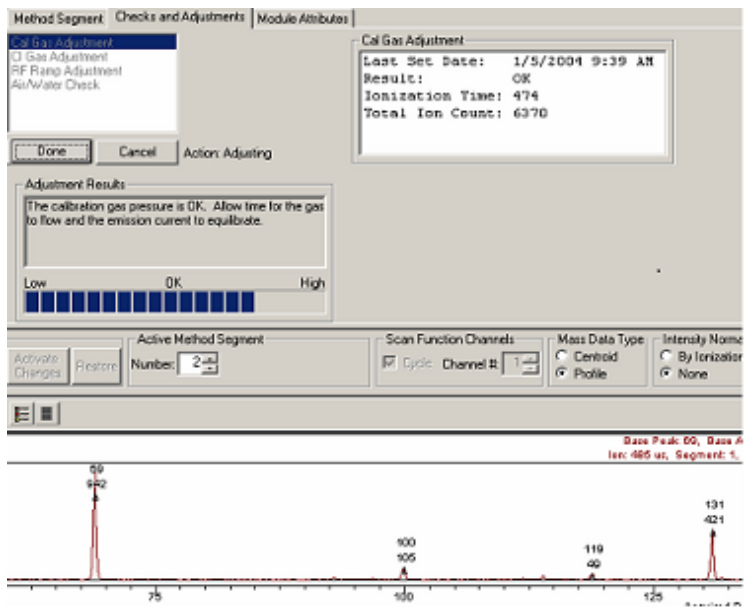 Method Segment Checks and Adjustments Module Attributes
Cal Gas Adjustment
CI Gas Adjustment
RF Ramp Adjustment
Air/Water Check
Done Cancel Action: Adjusting
Cal Gas Adjustment
Last Set Date: 1/5/2004 9:39 AM
Result: OK
Ionization Time: 474
Total Ion Count: 6370
Adjustment Results
The calibration gas pressure is OK. Allow time for the gas
to flow and the emission current to equilibrate.
Low OK High
Activate
Changes
Restore
Active Method Segment
Number: 2
Scan Function Channels
Cycle Channel #: 1
Mass Data Type
Centroid
Profile
Intensity Norma
By Ionization
None
Base Peak: 69, Base A
Ion: 485 us, Segment: 1,
69
942
100
105
119
49
131
421
75 100 125